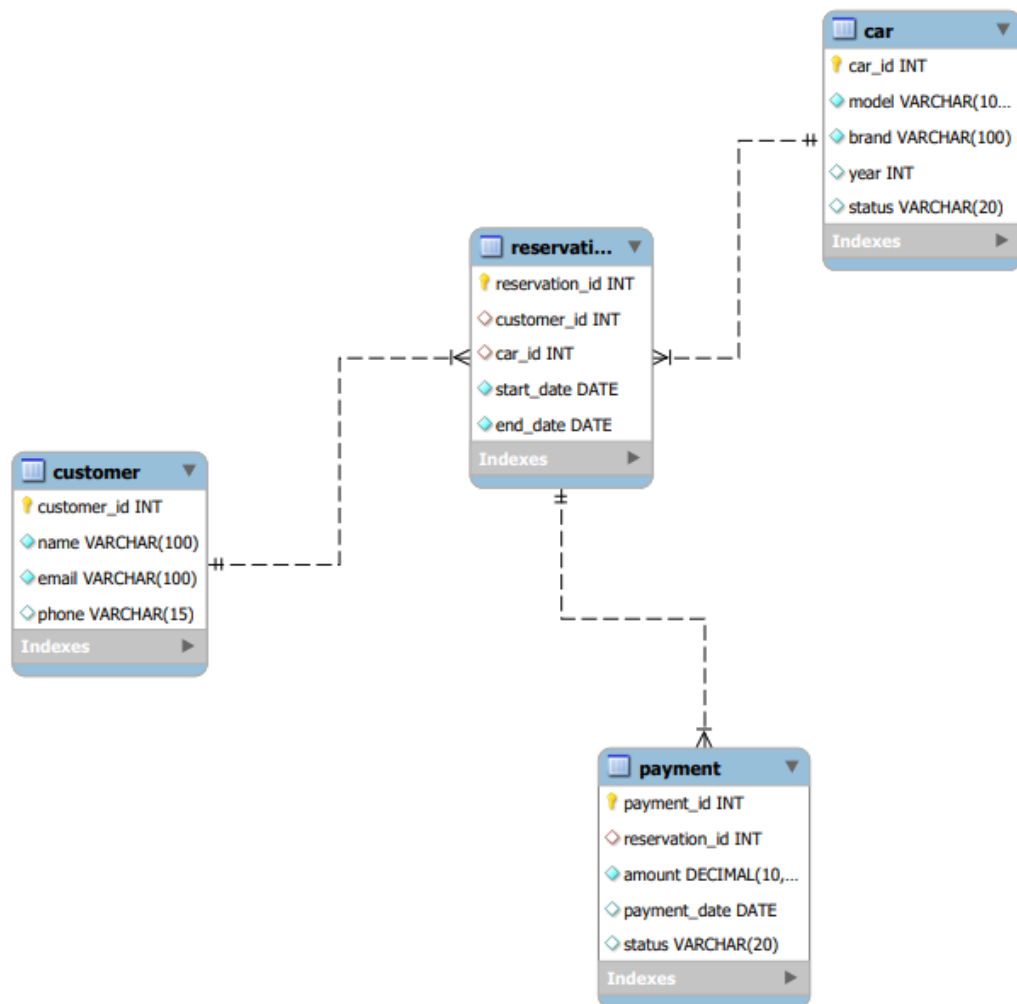 car
car_id INT
model VARCHAR(10...
brand VARCHAR(100)
year INT
status VARCHAR(20)
Indexes
reservati...
reservation_id INT
customer_id INT
car_id INT
start_date DATE
end_date DATE
Indexes
customer
customer_id INT
name VARCHAR(100)
email VARCHAR(100)
phone VARCHAR(15)
Indexes
payment
payment_id INT
reservation_id INT
amount DECIMAL(10,...
payment_date DATE
status VARCHAR(20)
Indexes